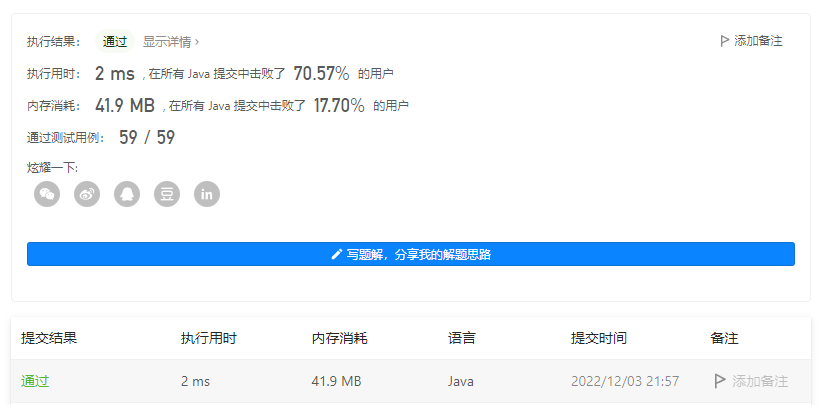 执行结果： 通过 显示详情 › 添加备注
执行用时： 2 ms , 在所有 Java 提交中击败了 70.57% 的用户
内存消耗： 41.9 MB , 在所有 Java 提交中击败了 17.70% 的用户
通过测试用例： 59 / 59
炫耀一下:
豆 in
写题解，分享我的解题思路
提交结果 执行用时 内存消耗 语言 提交时间 备注
通过 2 ms 41.9 MB Java 2022/12/03 21:57 添加备注